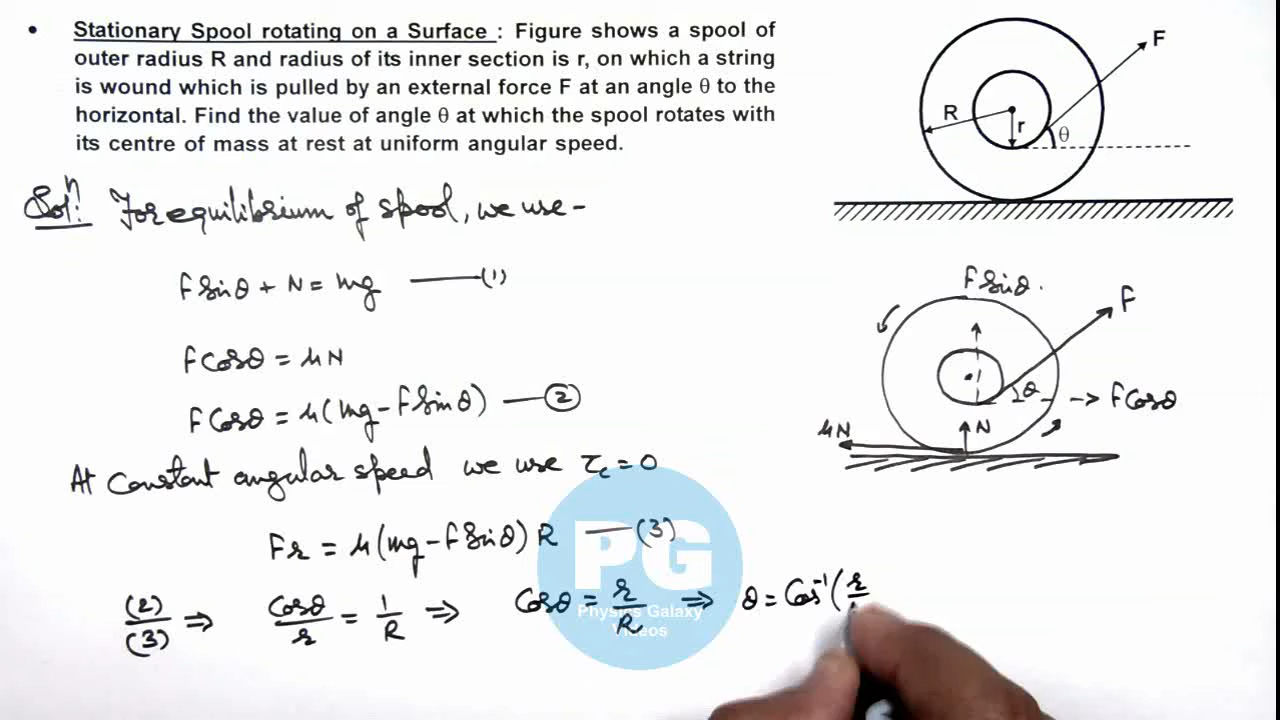 • Stationary Spool rotating on a Surface : Figure shows a spool of
outer radius R and radius of its inner section is r, on which a string
is wound which is pulled by an external force F at an angle θ to the
horizontal. Find the value of angle θ at which the spool rotates with
its centre of mass at rest at uniform angular speed.
F
R
r
θ
Solⁿ: For equilibrium of spool, we use –
F sinθ + N = mg —(1)
F cosθ = μN
F cosθ = μ(mg – F sinθ) — ②
At constant angular speed we use τc = 0
Fr = μ(mg – F sinθ) R —(3)
(2)/(3) ⇒ cosθ/r = 1/R ⇒ cosθ = r/R ⇒ θ = cos⁻¹(r/
F sinθ.
F
θ
F cosθ
N
μN
PG
Physics Galaxy
Videos